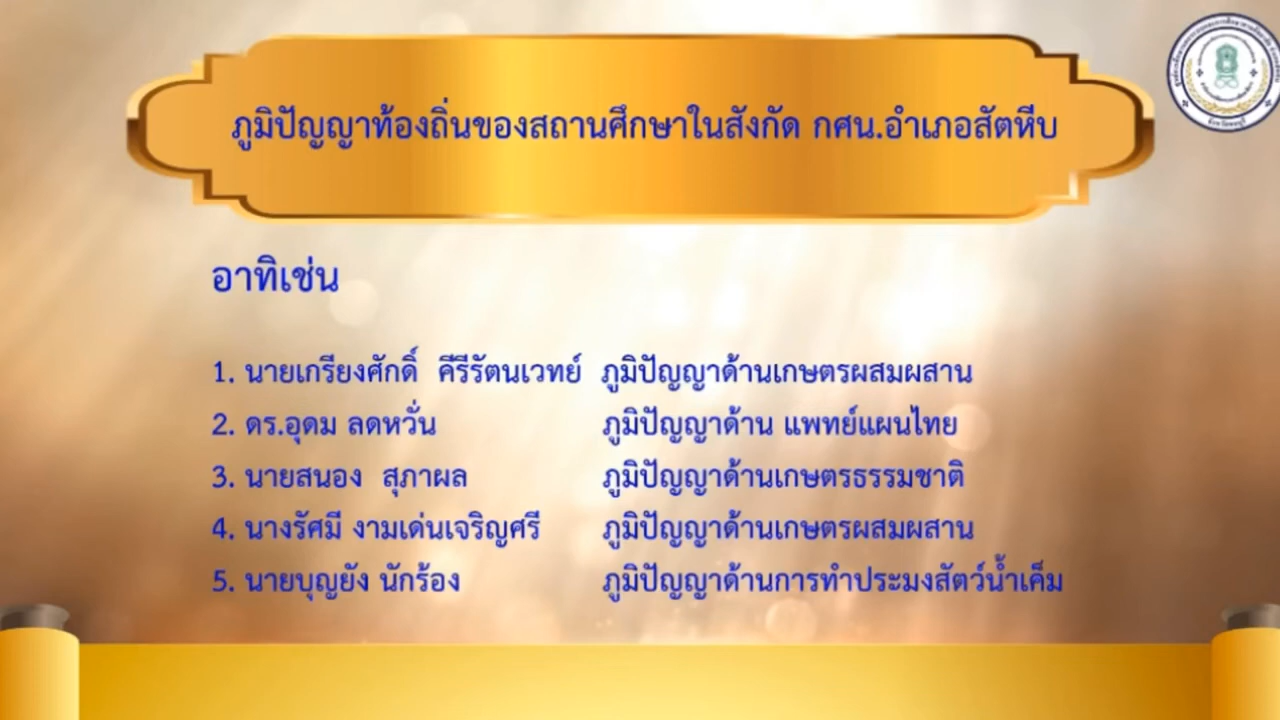 ภูมิปัญญาท้องถิ่นของสถานศึกษาในสังกัด กศน.อำเภอสัตหีบ
อาทิเช่น
1. นายเกรียงศักดิ์ คีรีรัตนเวทย์ ภูมิปัญญาด้านเกษตรผสมผสาน
2. ดร.อุดม ลดหวั่น ภูมิปัญญาด้าน แพทย์แผนไทย
3. นายสนอง สุภาผล ภูมิปัญญาด้านเกษตรธรรมชาติ
4. นางรัศมี งามเด่นเจริญศรี ภูมิปัญญาด้านเกษตรผสมผสาน
5. นายบุญยัง นักร้อง ภูมิปัญญาด้านการทำประมงสัตว์น้ำเค็ม